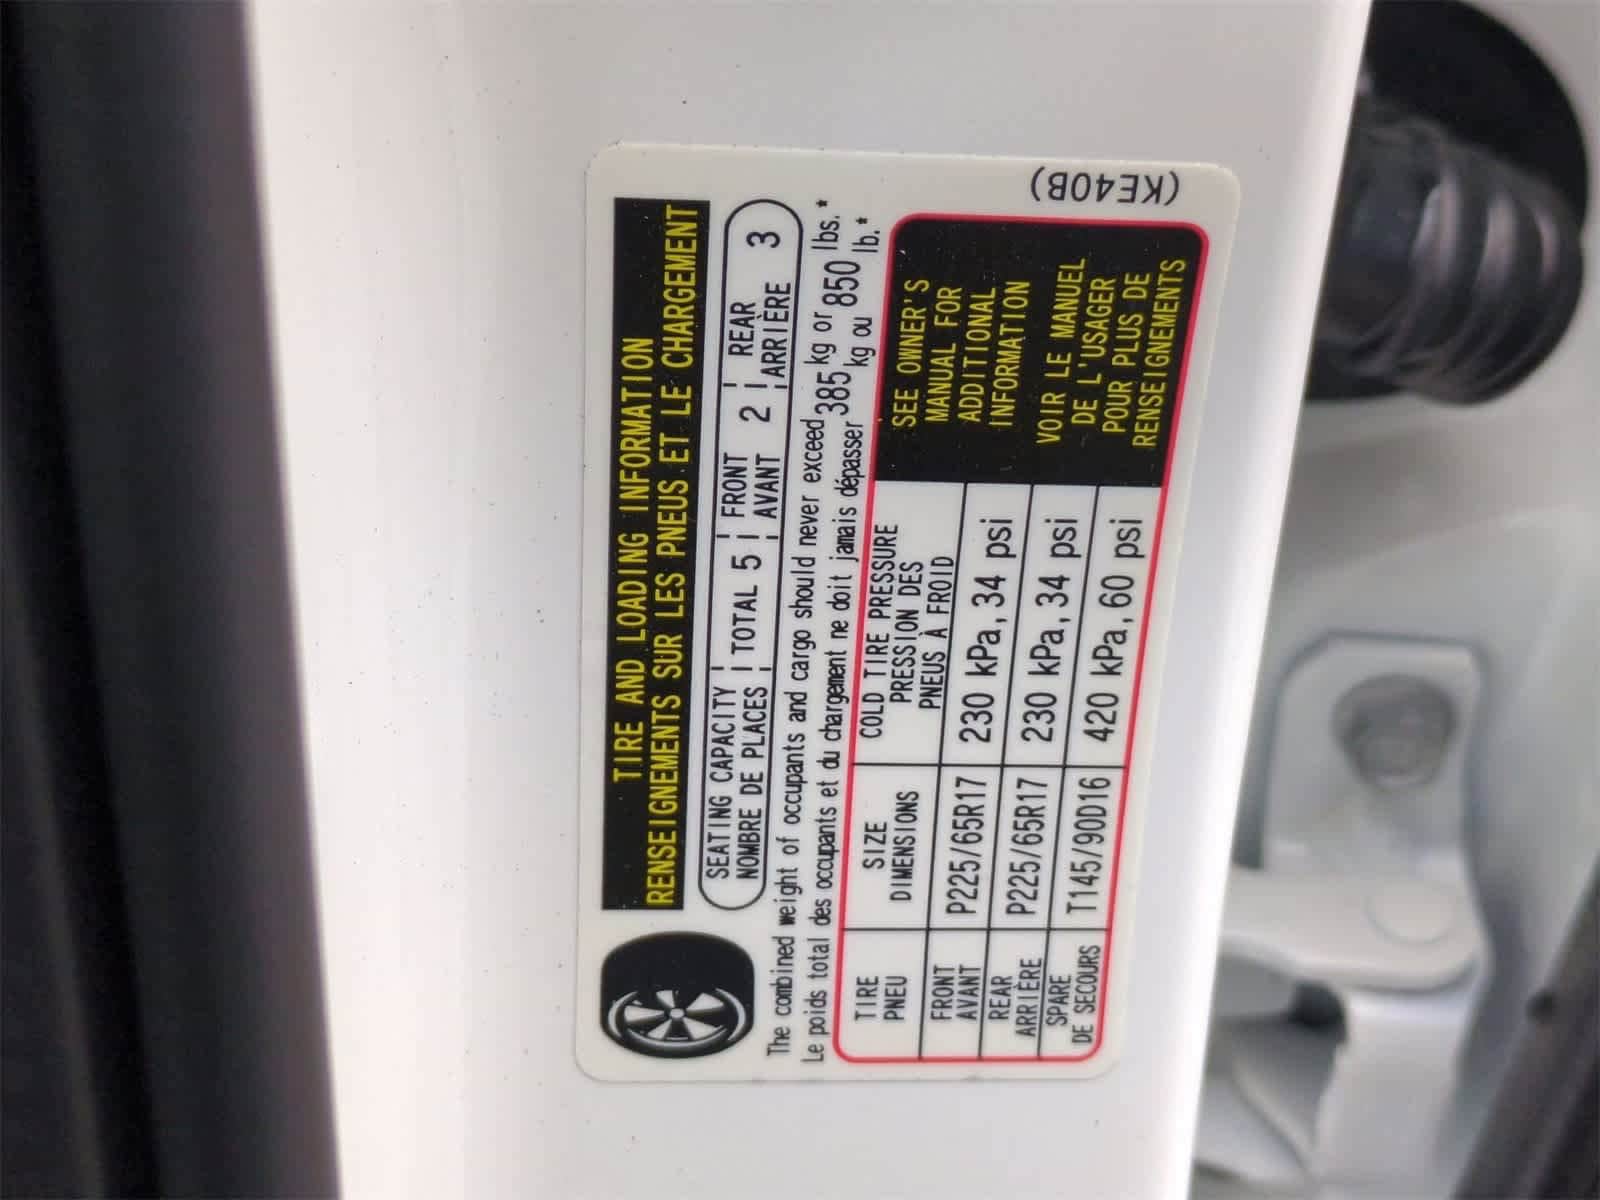 TIRE AND LOADING INFORMATION
RENSEIGNEMENTS SUR LES PNEUS ET LE CHARGEMENT
SEATING CAPACITY TOTAL 5 FRONT 2 REAR 3
NOMBRE DE PLACES AVANT ARRIÈRE
The combined weight of occupants and cargo should never exceed 385 kg or 850 lbs.*
Le poids total des occupants et du chargement ne doit jamais dépasser kg ou lb.*
TIRE SIZE COLD TIRE PRESSURE
PNEU DIMENSIONS PRESSION DES
PNEUS À FROID
FRONT P225/65R17 230 kPa, 34 psi
AVANT
REAR P225/65R17 230 kPa, 34 psi
ARRIÈRE
SPARE T145/90D16 420 kPa, 60 psi
DE SECOURS
SEE OWNER'S
MANUAL FOR
ADDITIONAL
INFORMATION
VOIR LE MANUEL
DE L'USAGER
POUR PLUS DE
RENSEIGNEMENTS
(KE40B)